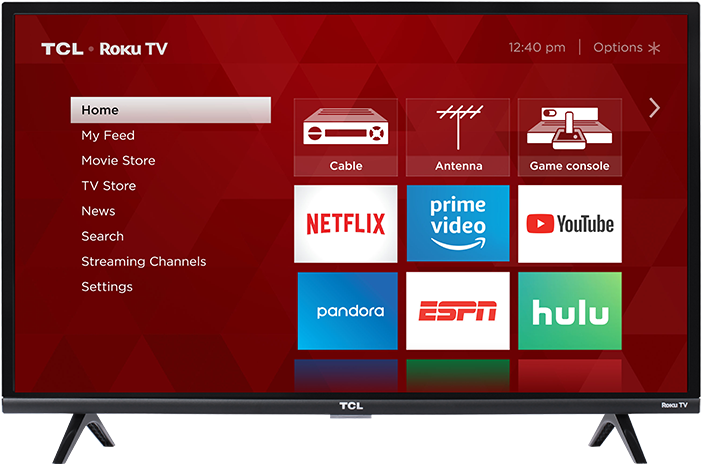 TCL • Roku TV
12:40 pm | Options
Home
My Feed
Movie Store
TV Store
News
Search
Streaming Channels
Settings
Cable
Antenna
Game console
NETFLIX
prime
video
YouTube
pandora
ESPN
hulu
TCL
Roku TV